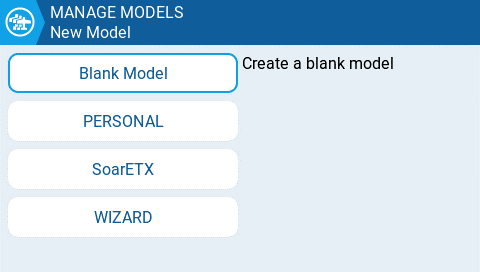 MANAGE MODELS
New Model
Blank Model
Create a blank model
PERSONAL
SoarETX
WIZARD